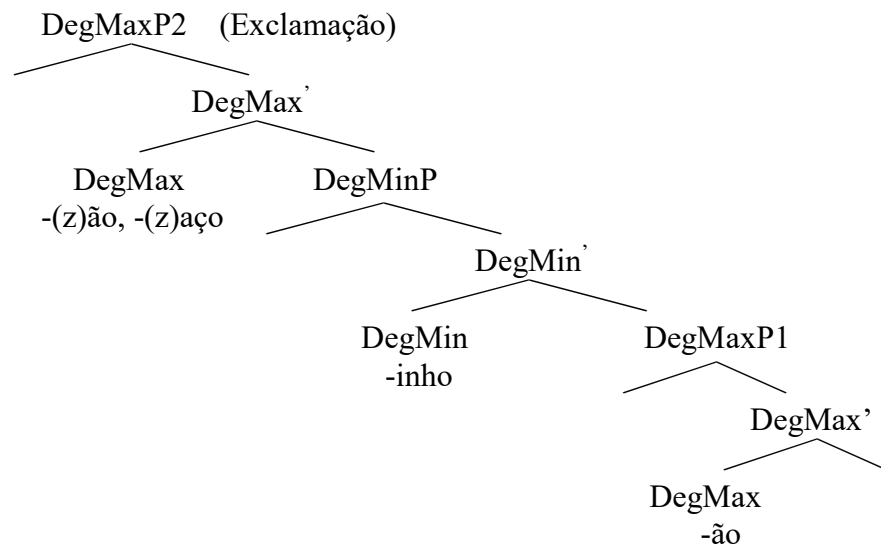 DegMaxP2 (Exclamação)
DegMax’
DegMax DegMinP
-(z)ão, -(z)aço
DegMin’
DegMin DegMaxP1
-inho
DegMax’
DegMax
-ão